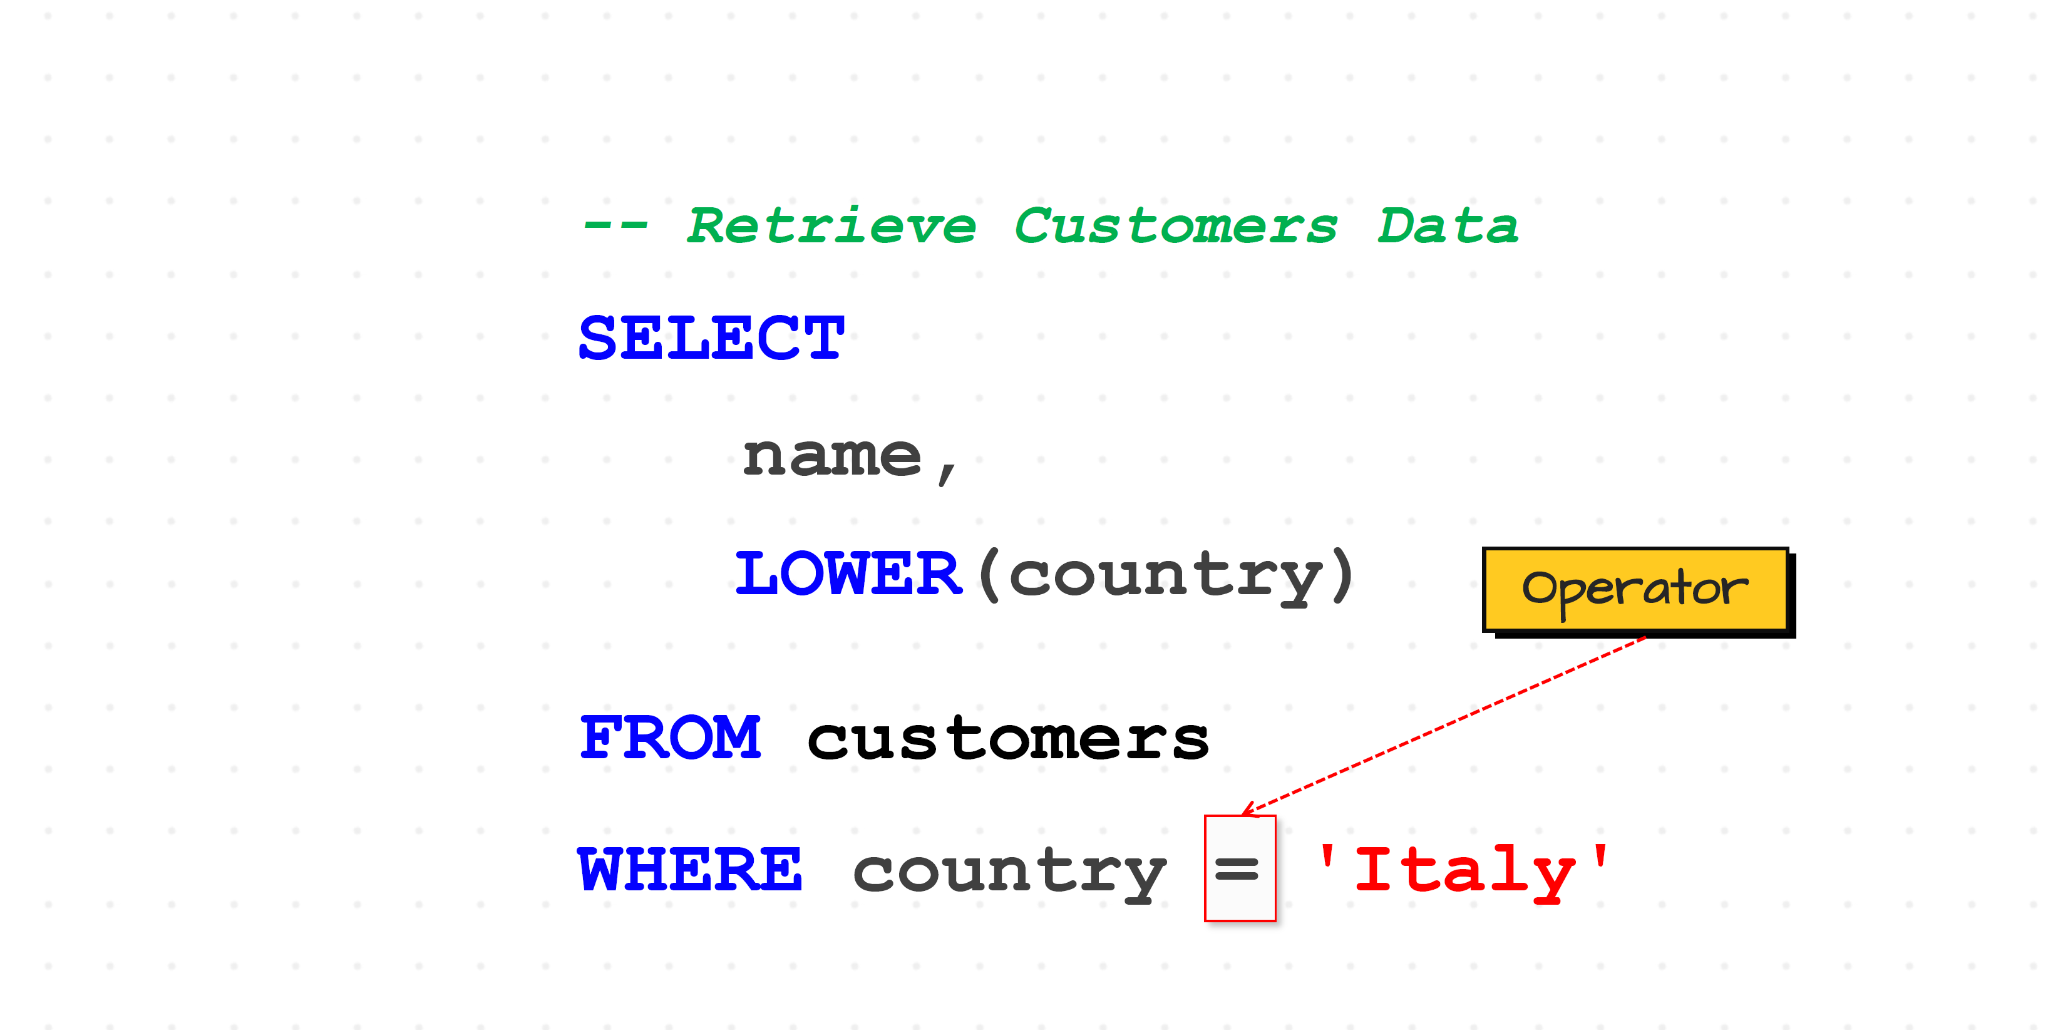 -- Retrieve Customers Data
SELECT
name,
LOWER(country)
Operator
FROM customers
WHERE country = 'Italy'